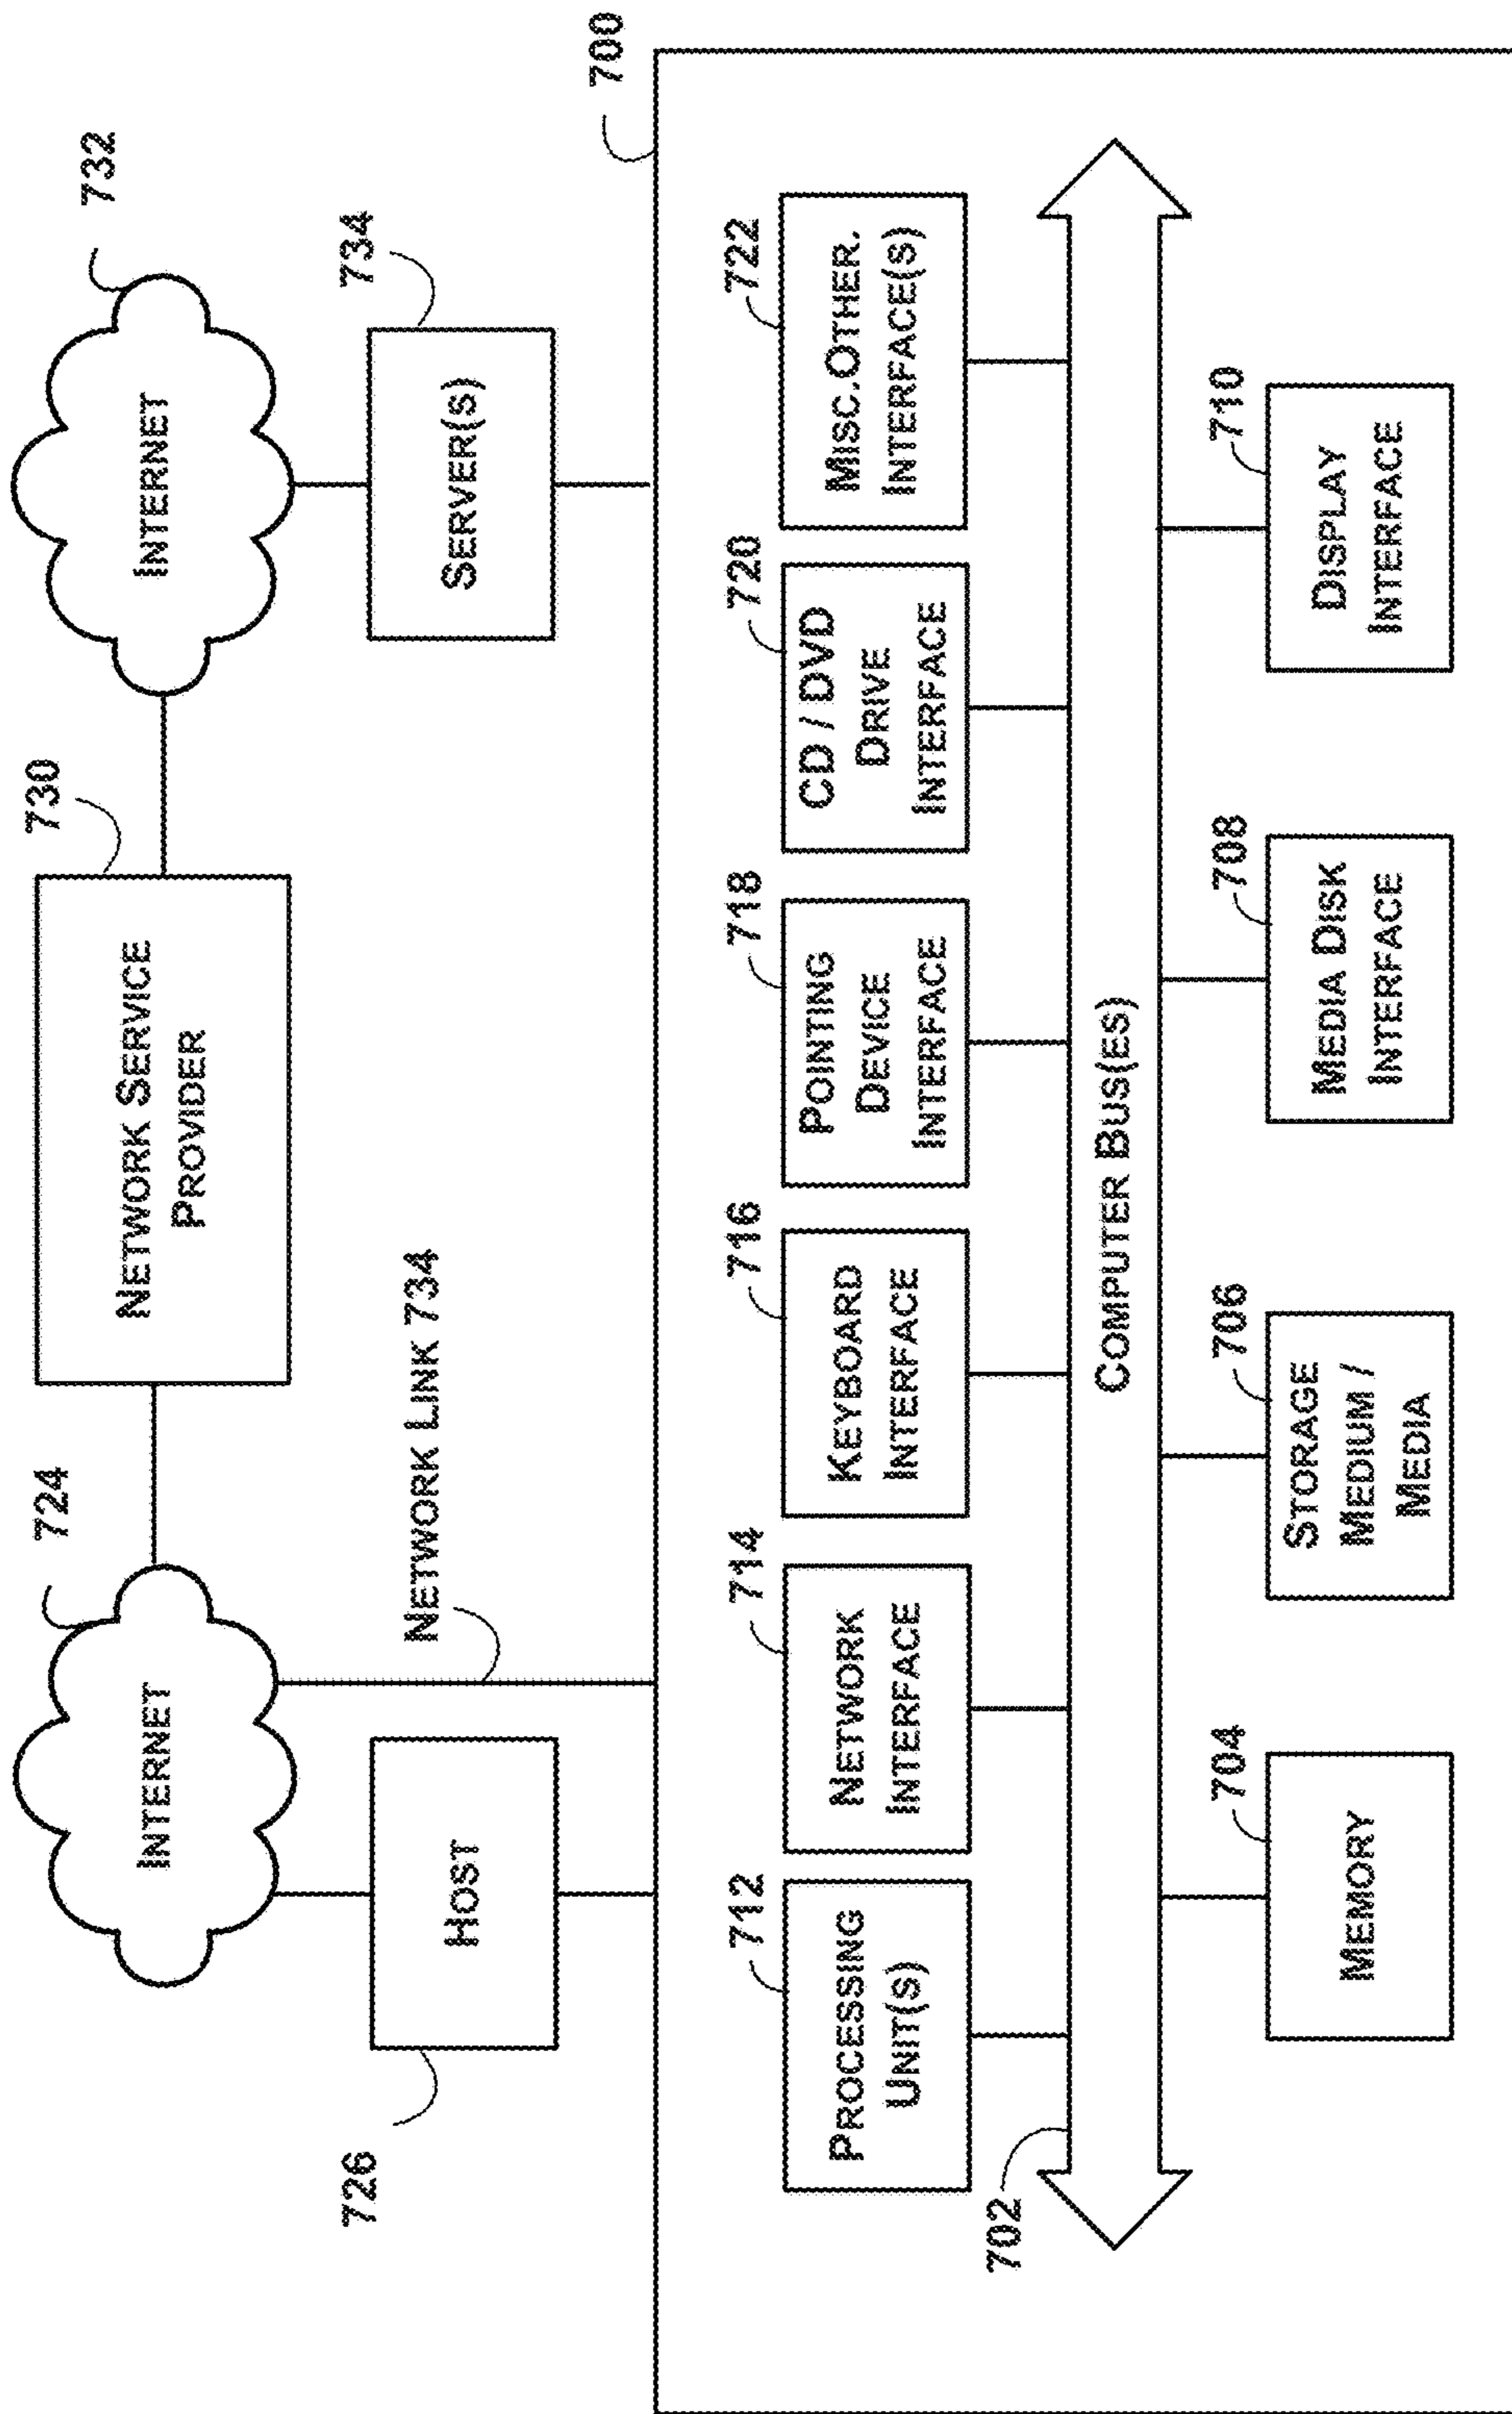 724
730
732
INTERNET
NETWORK SERVICE
PROVIDER
INTERNET
726
HOST
NETWORK LINK 734
SERVER(S)
734
700
712
714
716
718
720
722
PROCESSING
UNIT(S)
NETWORK
INTERFACE
KEYBOARD
INTERFACE
POINTING
DEVICE
INTERFACE
CD / DVD
DRIVE
INTERFACE
MISC.OTHER.
INTERFACE(S)
702
COMPUTER BUS(ES)
704
706
708
710
MEMORY
STORAGE
MEDIUM /
MEDIA
MEDIA DISK
INTERFACE
DISPLAY
INTERFACE